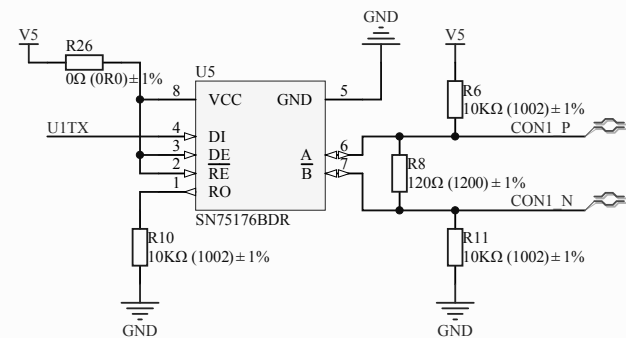 GND
V5
R26
0Ω (0R0)±1%
V5
U5
8
VCC
GND
5
R6
10KΩ (1002)±1%
U1TX
4
DI
CON1_P
3
DE
A
6
2
RE
B
7
R8
120Ω (1200)±1%
1
RO
SN75176BDR
CON1_N
R10
10KΩ (1002)±1%
R11
10KΩ (1002)±1%
GND
GND